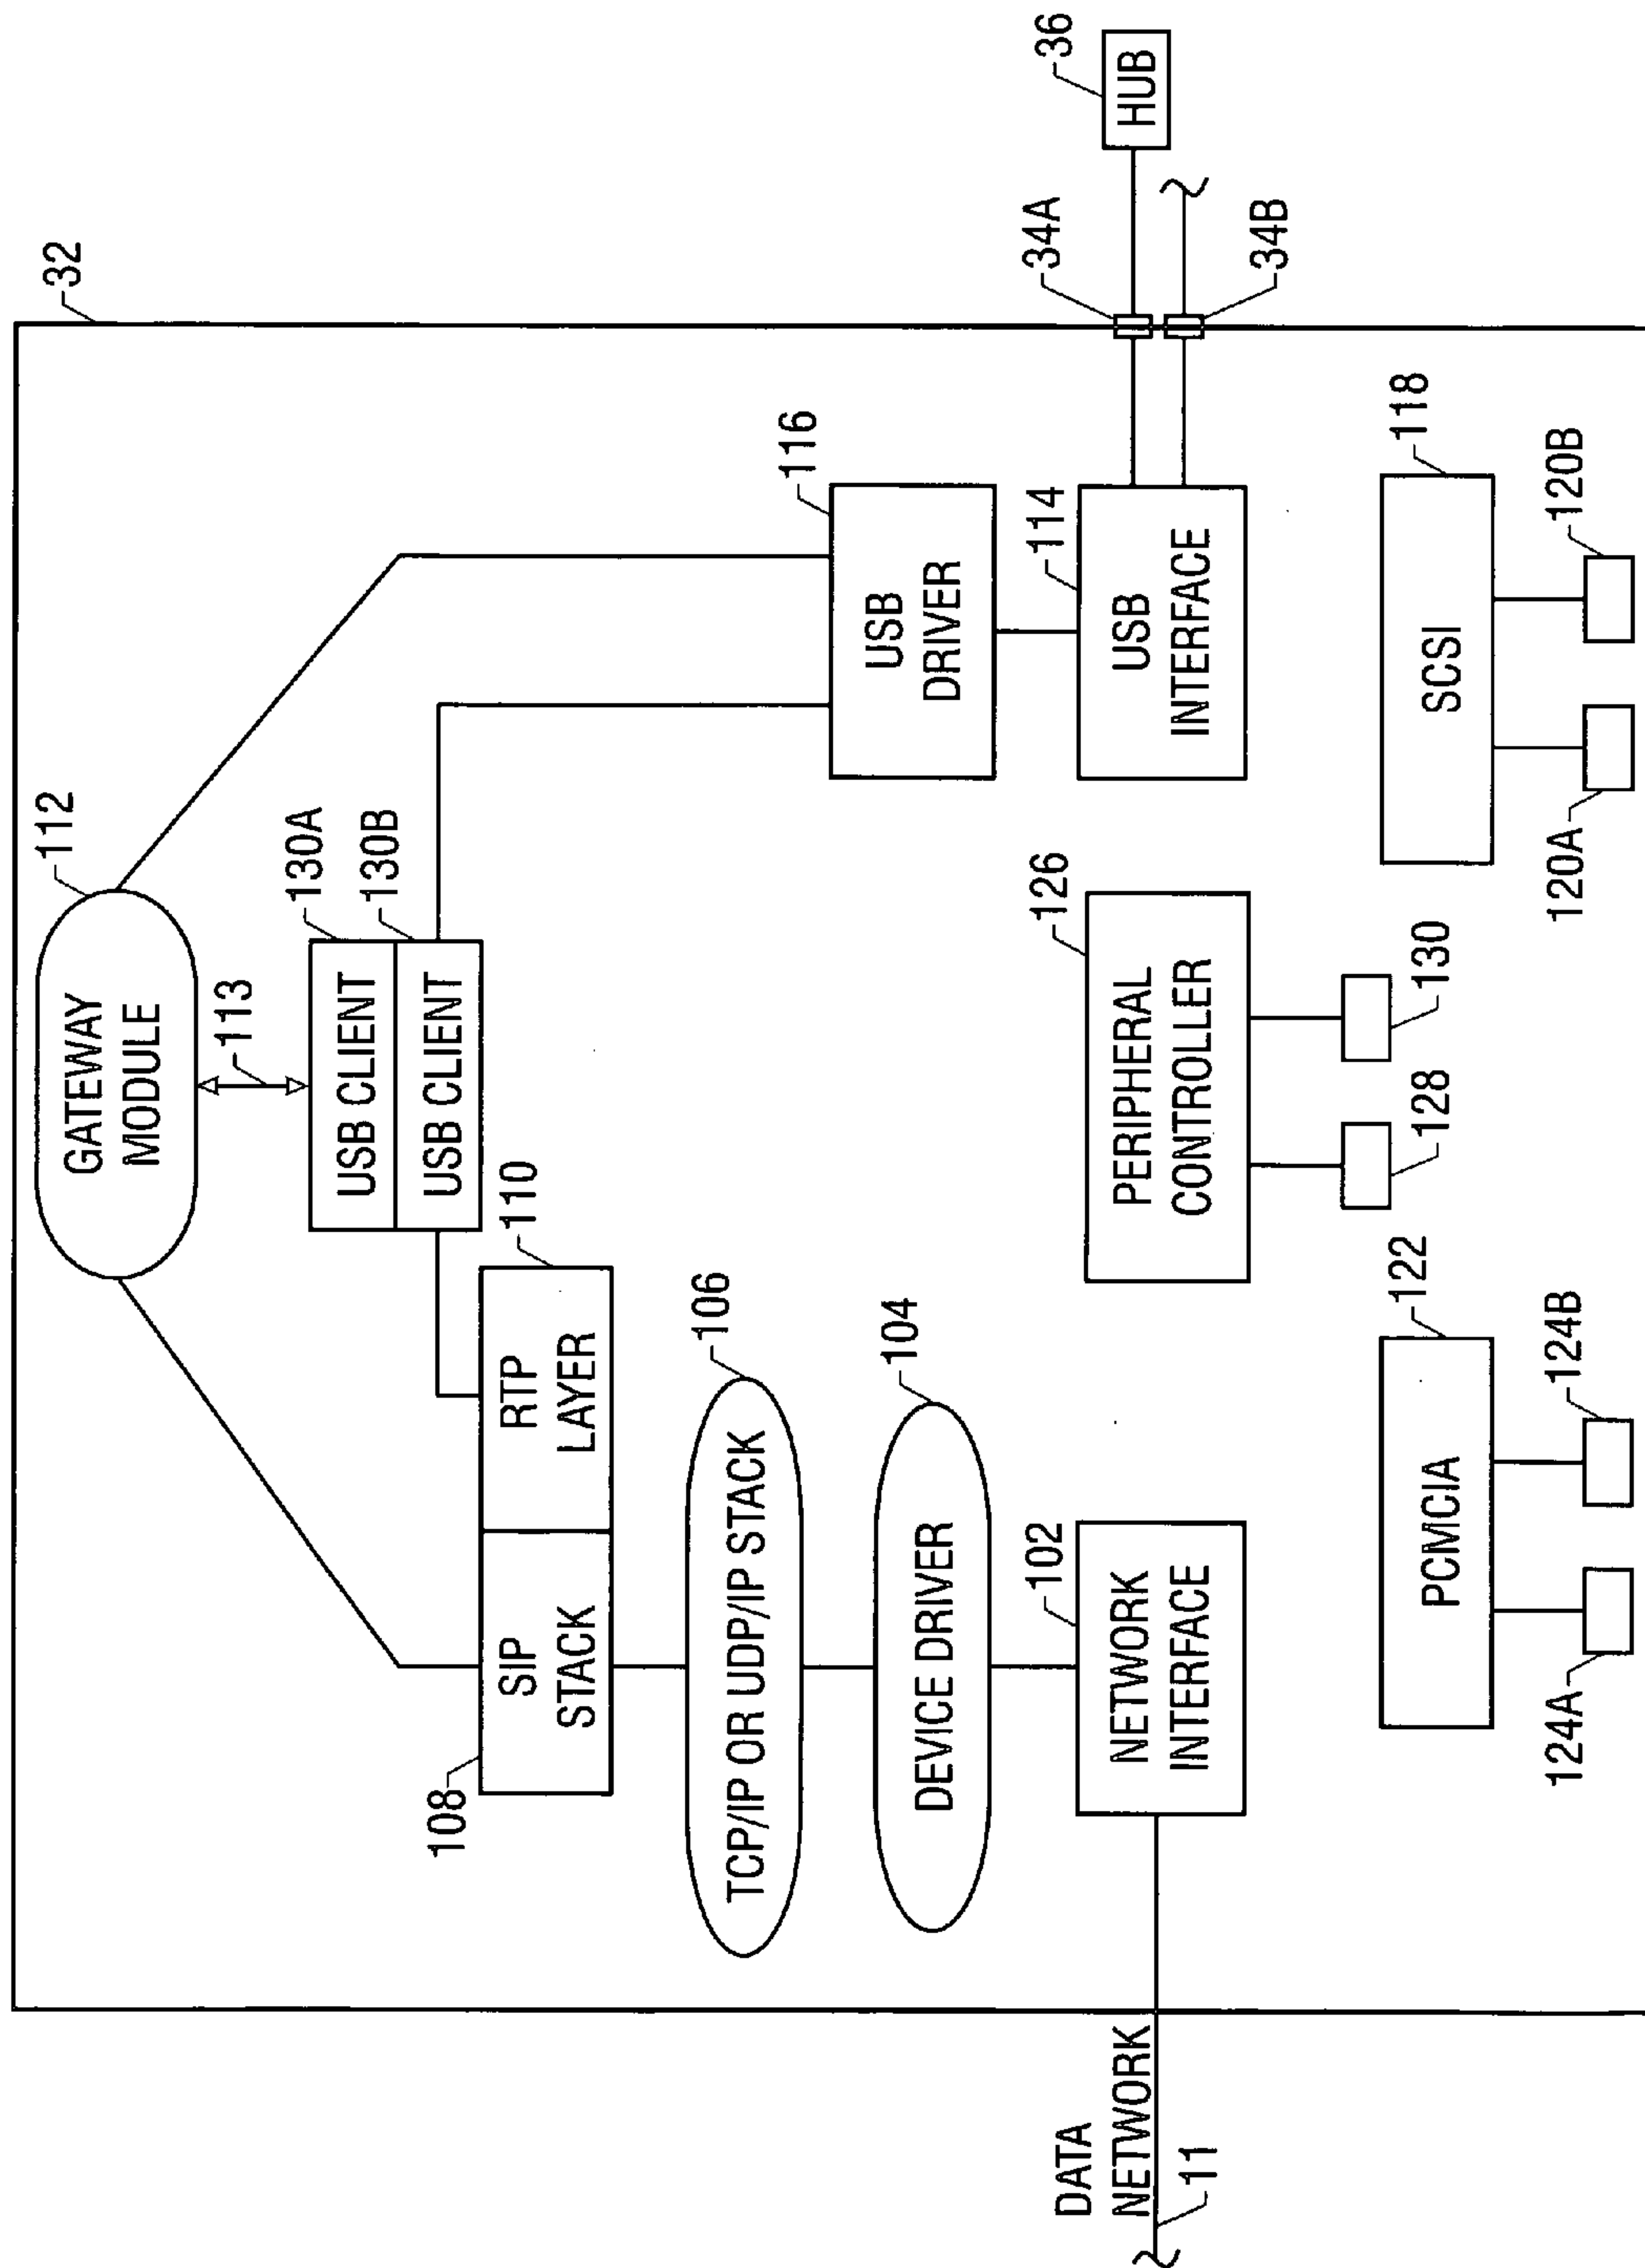 32
GATEWAY
MODULE
112
113
USB CLIENT
130A
USB CLIENT
130B
108
SIP
STACK
RTP
LAYER
110
TCP/IP OR UDP/IP STACK
106
DEVICE DRIVER
104
NETWORK
INTERFACE
102
DATA
NETWORK
11
USB
DRIVER
116
USB
INTERFACE
114
34A
34B
HUB
36
PCMCIA
122
124A
124B
PERIPHERAL
CONTROLLER
126
128
130
SCSI
118
120A
120B